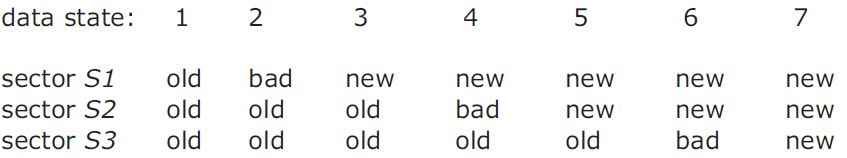 data state: 1 2 3 4 5 6 7
sector S1 old bad new new new new new
sector S2 old old old bad new new new
sector S3 old old old old old bad new